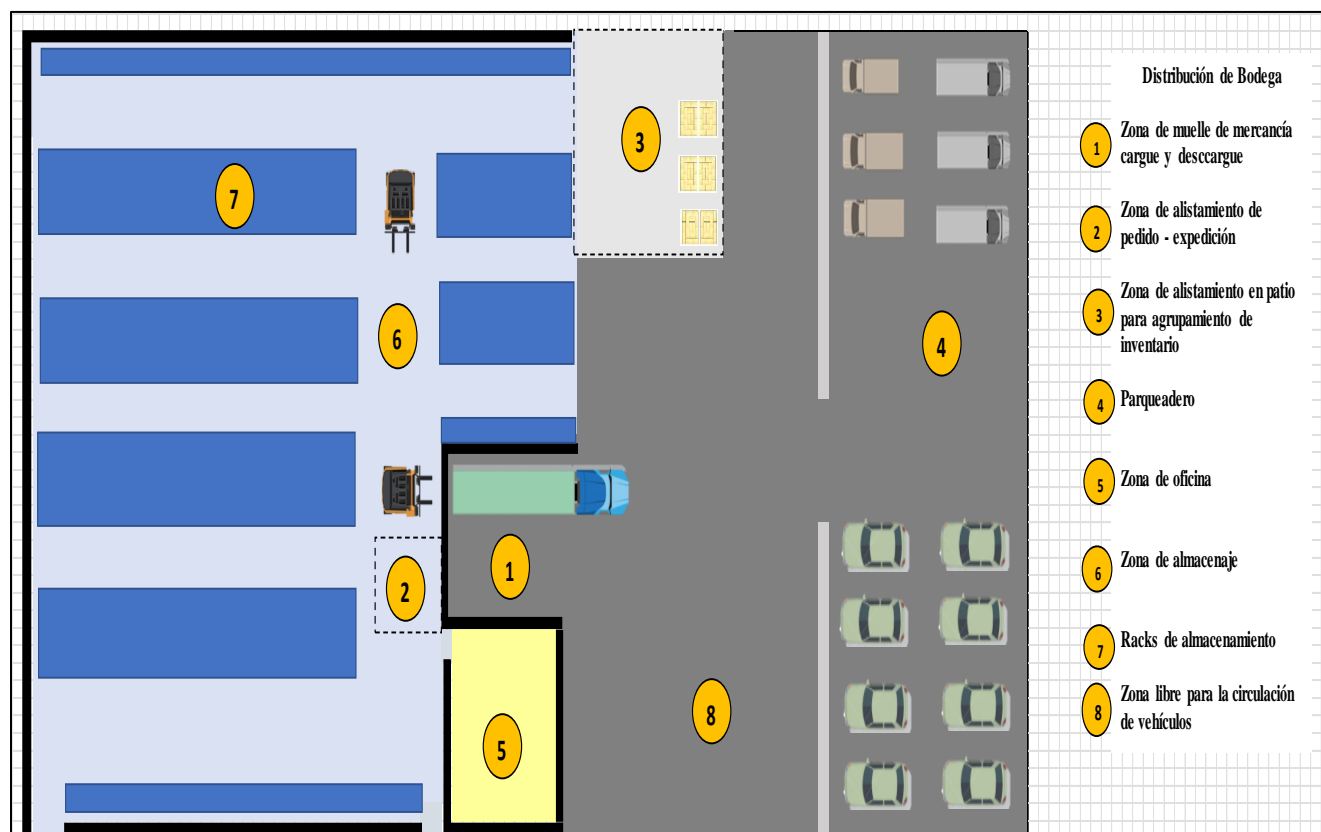 Distribución de Bodega
1 Zona de muelle de mercancía
cargue y desccargue
2 Zona de alistamiento de
pedido - expedición
3 Zona de alistamiento en patio
para agrupamiento de
inventario
4 Parqueadero
5 Zona de oficina
6 Zona de almacenaje
7 Racks de almacenamiento
8 Zona libre para la circulación
de vehículos
3
7
6
4
1
2
8
5